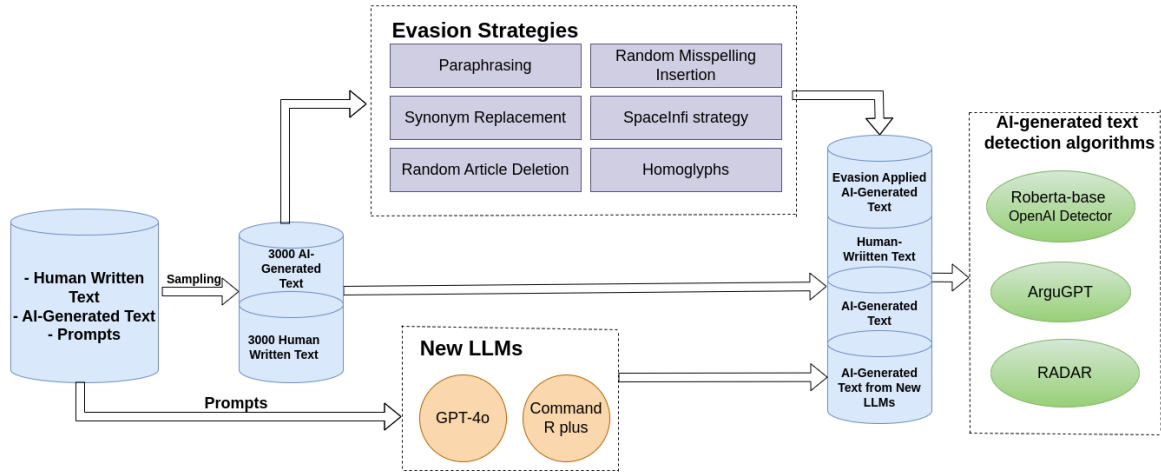 Evasion Strategies
Paraphrasing
Random Misspelling
Insertion
Synonym Replacement
SpaceInfi strategy
Random Article Deletion
Homoglyphs
- Human Written
Text
- AI-Generated Text
- Prompts
Sampling
3000 AI-
Generated
Text
3000 Human
Written Text
Prompts
New LLMs
GPT-4o
Command
R plus
Evasion Applied
AI-Generated
Text
Human-
Wriitten Text
AI-Generated
Text
AI-Generated
Text from New
LLMs
AI-generated text
detection algorithms
Roberta-base
OpenAI Detector
ArguGPT
RADAR